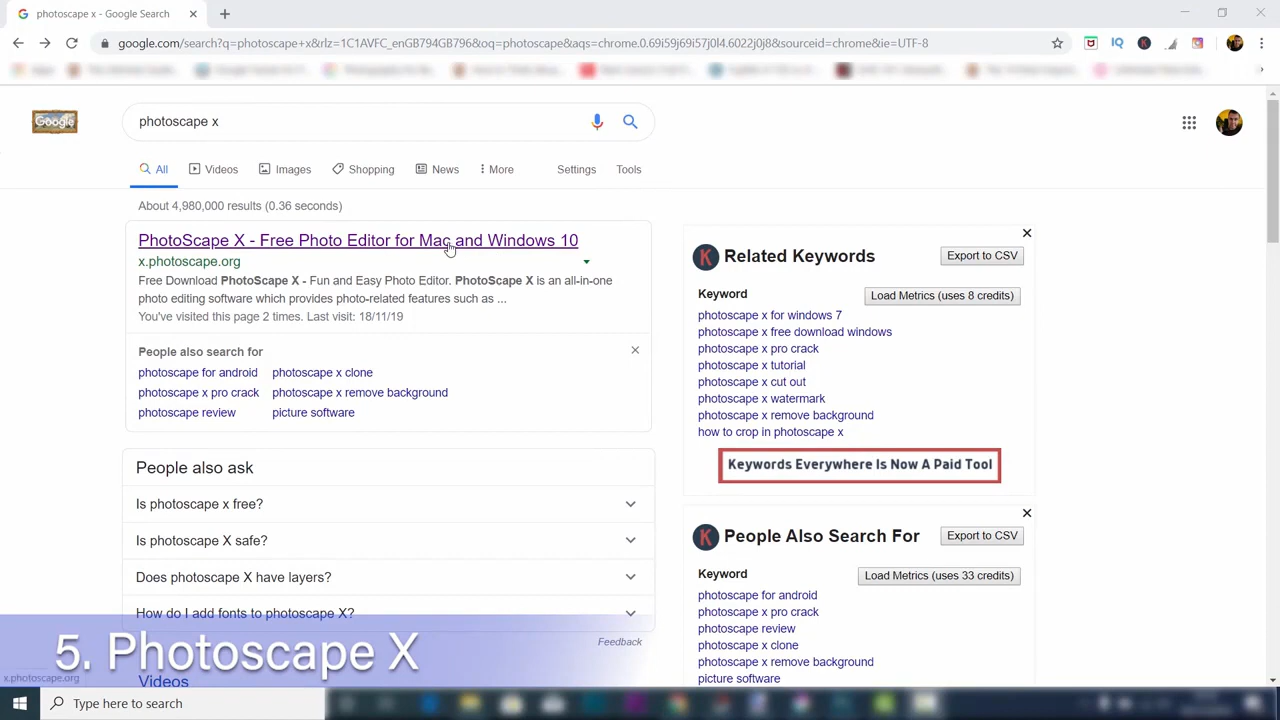 photoscape x - Google Search
google.com/search?q=photoscape+x&rlz=1C1AVFC_enGB794GB796&oq=photscape&aqs=chrome.0.69i59j69i57j0l4.6022j0j8&sourceid=chrome&ie=UTF-8
Google
photoscape x
All
Videos
Images
Shopping
News
More
Settings
Tools
About 4,980,000 results (0.36 seconds)
PhotoScape X - Free Photo Editor for Mac and Windows 10
x.photoscape.org
Free Download PhotoScape X - Fun and Easy Photo Editor. PhotoScape X is an all-in-one
photo editing software which provides photo-related features such as ...
You've visited this page 2 times. Last visit: 18/11/19
People also search for
photoscape for android
photoscape x clone
photoscape x pro crack
photoscape x remove background
photoscape review
picture software
People also ask
Is photoscape x free?
Is photoscape X safe?
Does photoscape X have layers?
How do I add fonts to photoscape X?
Feedback
Videos
Related Keywords
Export to CSV
Keyword
Load Metrics (uses 8 credits)
photoscape x for windows 7
photoscape x free download windows
photoscape x pro crack
photoscape x tutorial
photoscape x cut out
photoscape x watermark
photoscape x remove background
how to crop in photoscape x
Keywords Everywhere Is Now A Paid Tool
People Also Search For
Export to CSV
Keyword
Load Metrics (uses 33 credits)
photoscape for android
photoscape x pro crack
photoscape review
photoscape x clone
photoscape x remove background
picture software
5. Photoscape X
x.photoscape.org
Type here to search